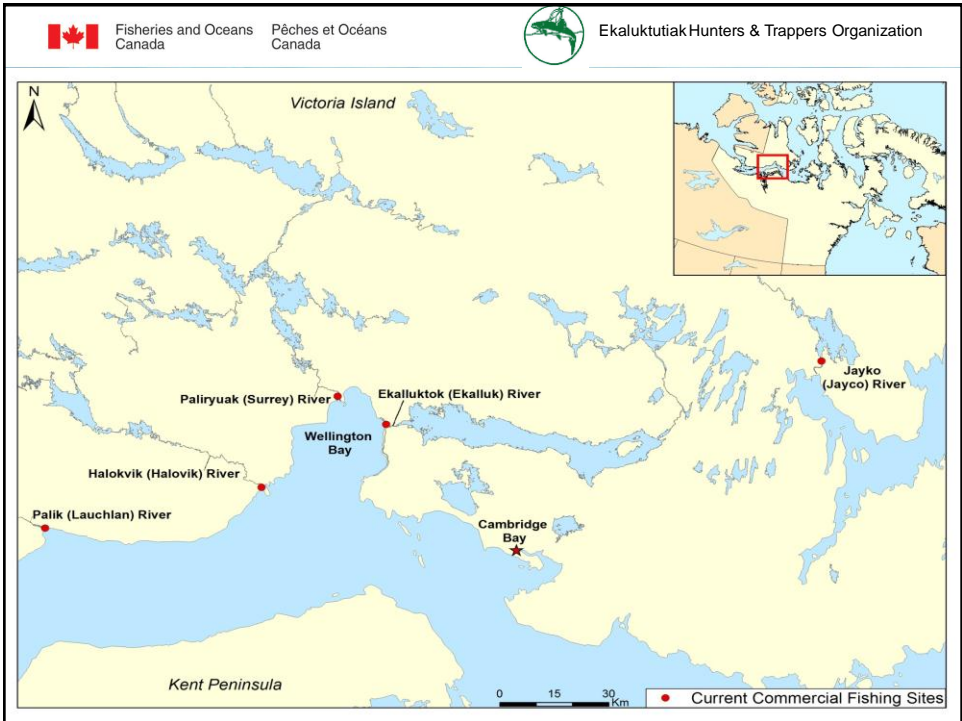 Fisheries and Oceans
Canada
Pêches et Océans
Canada
Ekaluktutiak Hunters & Trappers Organization
N
Victoria Island
Jayko
(Jayco) River
Paliryuak (Surrey) River
Ekalluktok (Ekalluk) River
Wellington
Bay
Halokvik (Halovik) River
Palik (Lauchlan) River
Cambridge
Bay
Kent Peninsula
0 15 30
Km
Current Commercial Fishing Sites